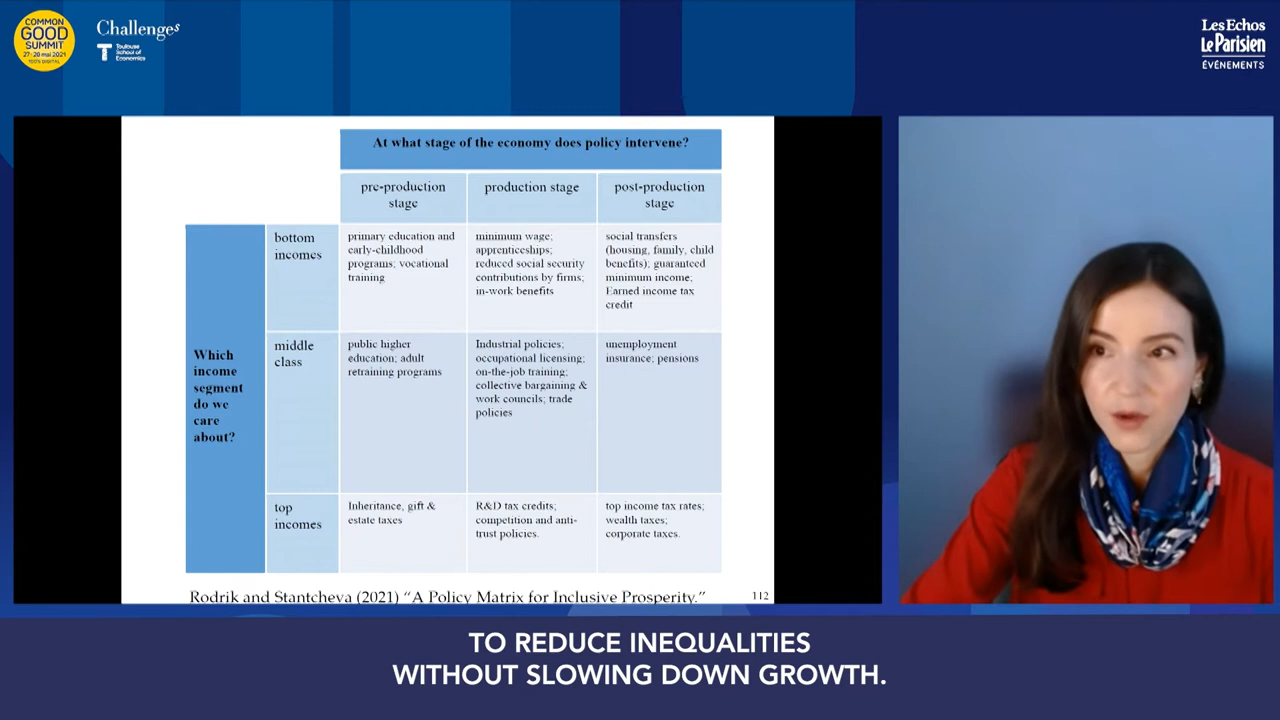 COMMON
GOOD
SUMMIT
27-28 mai 2021
100% DIGITAL
Challenges
Toulouse
School of
Economics
Les Echos
Le Parisien
ÉVÉNEMENTS
At what stage of the economy does policy intervene?
pre-production
stage
production stage
post-production
stage
Which
income
segment
do we
care
about?
bottom
incomes
primary education and
early-childhood
programs; vocational
training
minimum wage;
apprenticeships;
reduced social security
contributions by firms;
in-work benefits
social transfers
(housing, family, child
benefits); guaranteed
minimum income;
Earned income tax
credit
middle
class
public higher
education; adult
retraining programs
Industrial policies;
occupational licensing;
on-the-job training;
collective bargaining &
work councils; trade
policies
unemployment
insurance; pensions
top
incomes
Inheritance, gift &
estate taxes
R&D tax credits;
competition and anti-
trust policies.
top income tax rates;
wealth taxes;
corporate taxes.
Rodrik and Stantcheva (2021) “A Policy Matrix for Inclusive Prosperity.”
112
TO REDUCE INEQUALITIES
WITHOUT SLOWING DOWN GROWTH.